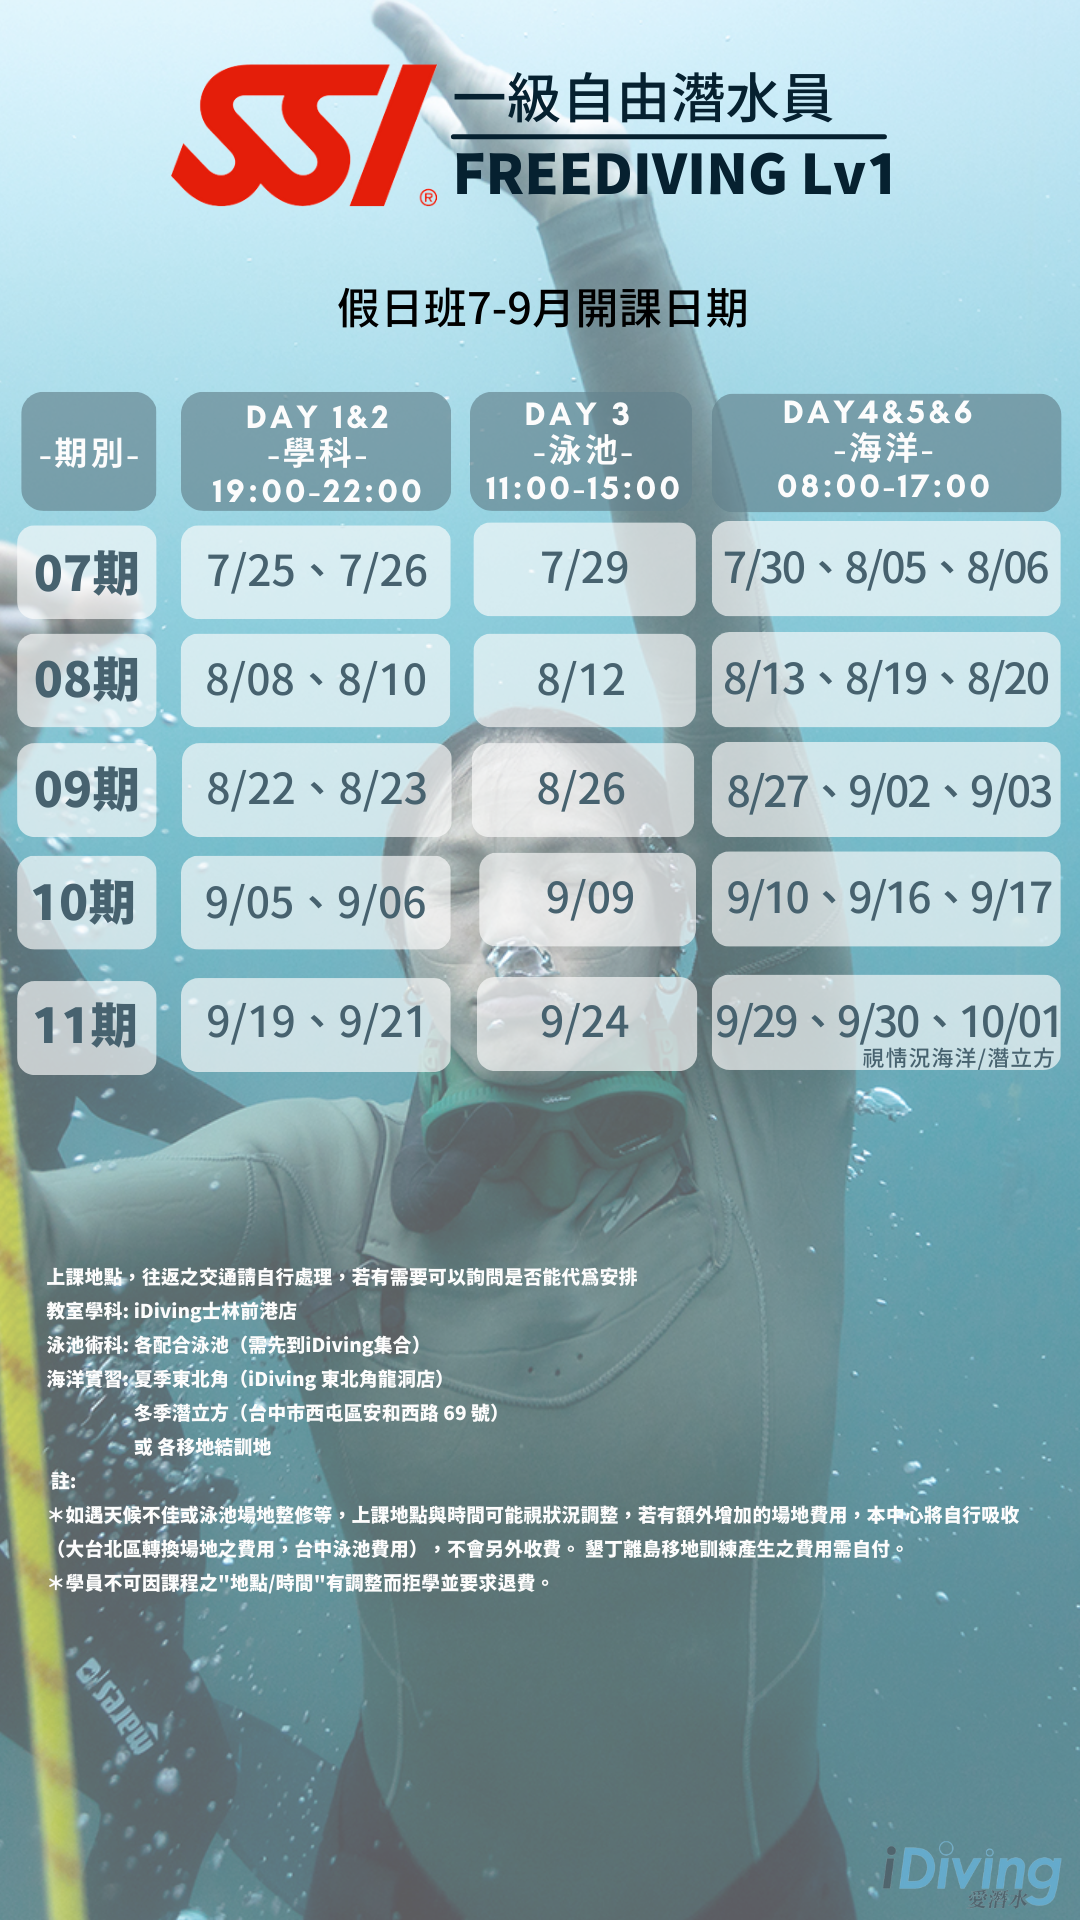 SSI®
一級自由潛水員
FREEDIVING Lv1
假日班7-9月開課日期
-期別-
DAY 1&2
-學科-
19:00-22:00
DAY 3
-泳池-
11:00-15:00
DAY4&5&6
-海洋-
08:00-17:00
07期 7/25、7/26 7/29 7/30、8/05、8/06
08期 8/08、8/10 8/12 8/13、8/19、8/20
09期 8/22、8/23 8/26 8/27、9/02、9/03
10期 9/05、9/06 9/09 9/10、9/16、9/17
11期 9/19、9/21 9/24 9/29、9/30、10/01
視情況海洋/潛立方
上課地點，往返之交通請自行處理，若有需要可以詢問是否能代為安排
教室學科: iDiving士林前港店
泳池術科: 各配合泳池（需先到iDiving集合）
海洋實習: 夏季東北角（iDiving 東北角龍洞店）
冬季潛立方（台中市西屯區安和西路 69 號）
或 各移地結訓地
註:
＊如遇天候不佳或泳池場地整修等，上課地點與時間可能視狀況調整，若有額外增加的場地費用，本中心將自行吸收
（大台北區轉換場地之費用，台中泳池費用），不會另外收費。 墾丁離島移地訓練產生之費用需自付。
＊學員不可因課程之"地點/時間"有調整而拒學並要求退費。
mares
iDiving
愛潛水